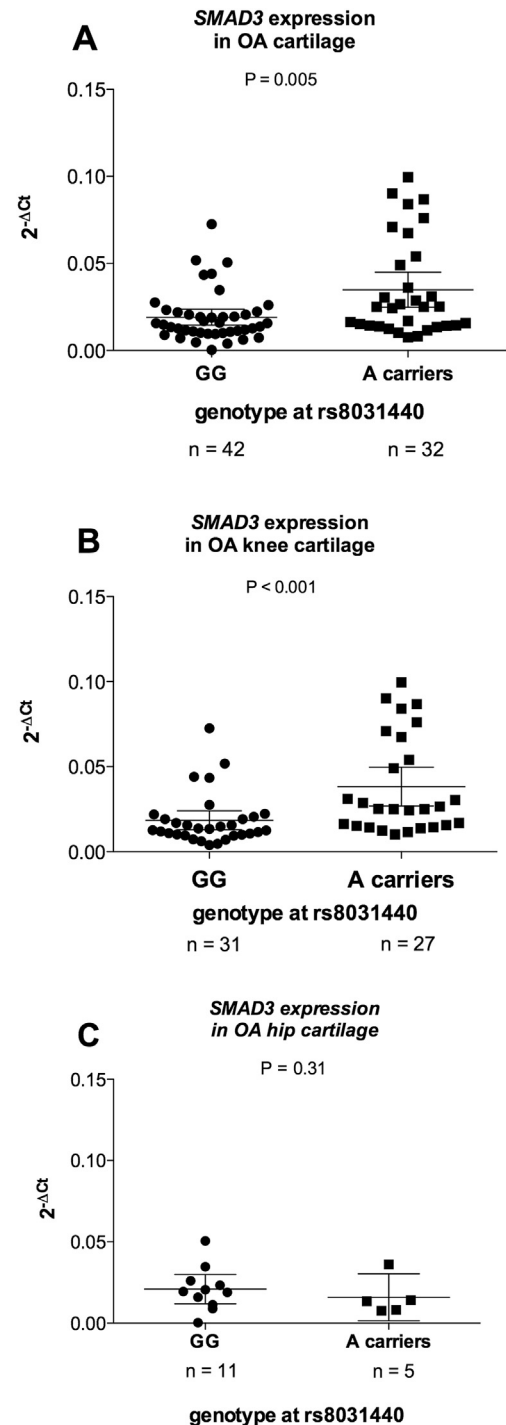 A
SMAD3 expression
in OA cartilage
P = 0.005
0.15
0.10
0.05
0.00
2-ΔCt
GG
A carriers
genotype at rs8031440
n = 42
n = 32
B
SMAD3 expression
in OA knee cartilage
P < 0.001
0.15
0.10
0.05
0.00
2-ΔCt
GG
A carriers
genotype at rs8031440
n = 31
n = 27
C
SMAD3 expression
in OA hip cartilage
P = 0.31
0.15
0.10
0.05
0.00
2-ΔCt
GG
A carriers
n = 11
n = 5
genotype at rs8031440